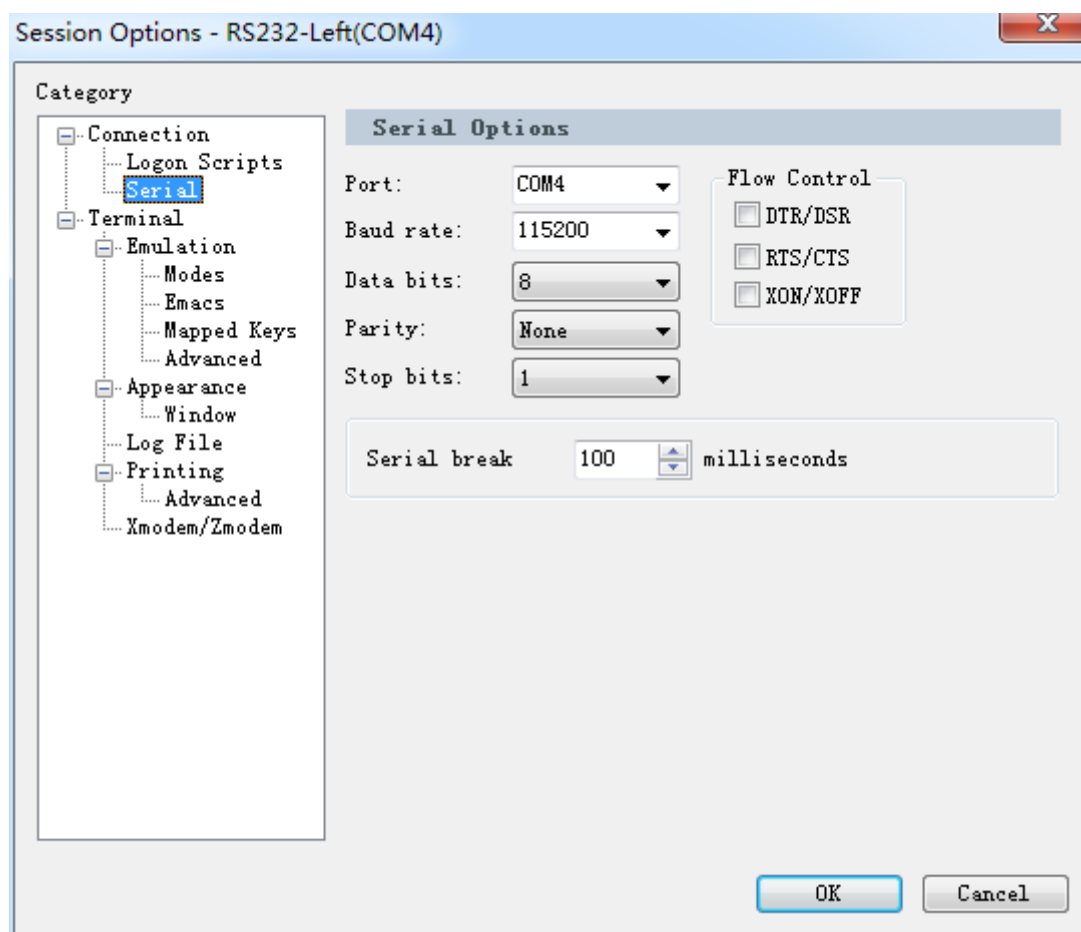 Session Options - RS232-Left(COM4)
Category
Connection
Logon Scripts
Serial
Terminal
Emulation
Modes
Emacs
Mapped Keys
Advanced
Appearance
Window
Log File
Printing
Advanced
Xmodem/Zmodem
Serial Options
Port: COM4
Baud rate: 115200
Data bits: 8
Parity: None
Stop bits: 1
Flow Control
DTR/DSR
RTS/CTS
XON/XOFF
Serial break 100 milliseconds
OK Cancel